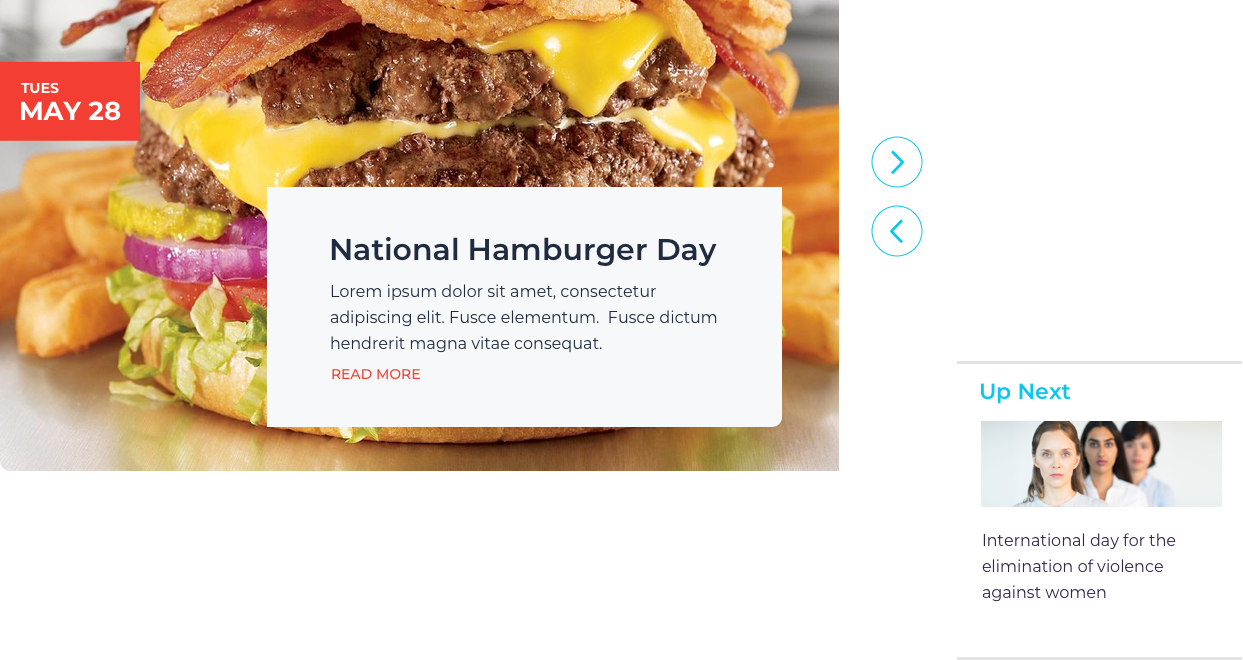 TUES
MAY 28
National Hamburger Day
Lorem ipsum dolor sit amet, consectetur
adipiscing elit. Fusce elementum.  Fusce dictum
hendrerit magna vitae consequat.
READ MORE
Up Next
International day for the
elimination of violence
against women